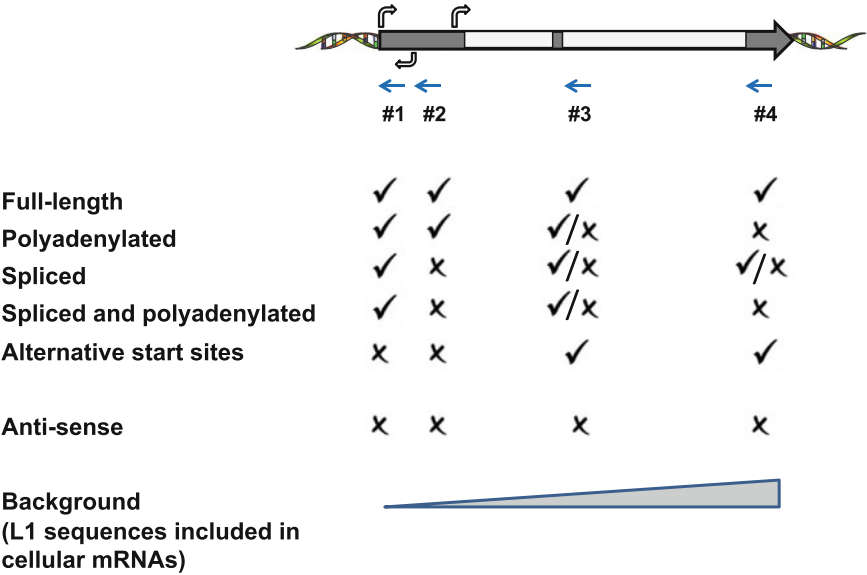 #1 #2 #3 #4
Full-length ✓ ✓ ✓ ✓
Polyadenylated ✓ ✓ ✓/x x
Spliced ✓ x ✓/x ✓/x
Spliced and polyadenylated ✓ x ✓/x x
Alternative start sites x x ✓ ✓
Anti-sense x x x x
Background
(L1 sequences included in
cellular mRNAs)